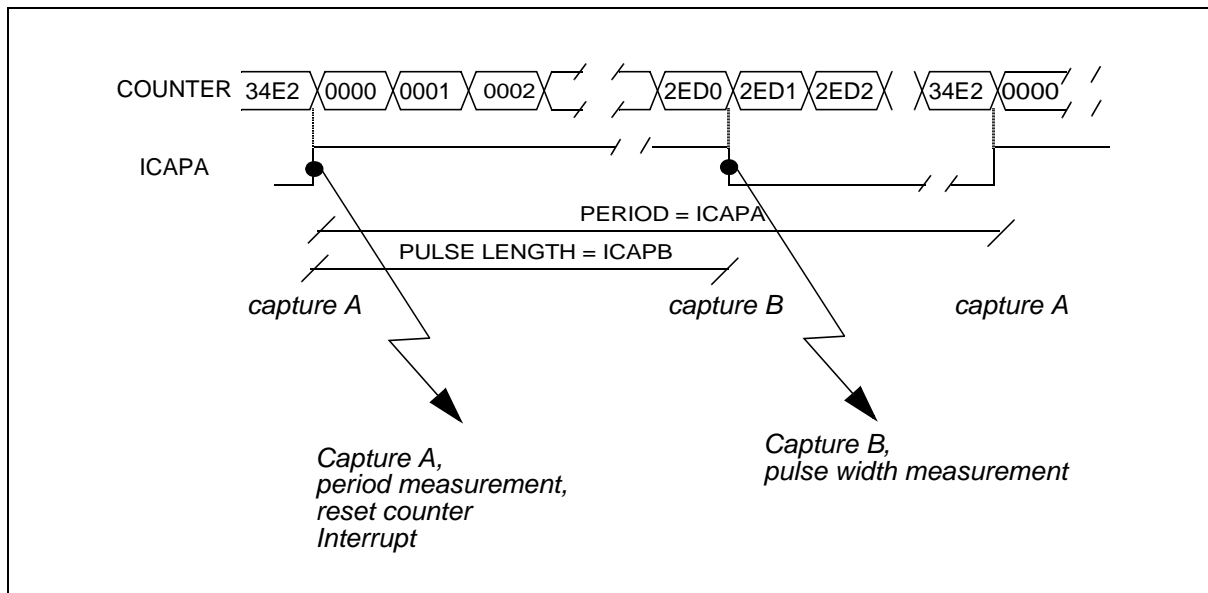 COUNTER 34E2 0000 0001 0002 2ED0 2ED1 2ED2 34E2 0000
ICAPA
PERIOD = ICAPA
PULSE LENGTH = ICAPB
capture A capture B capture A
Capture A,
period measurement,
reset counter
Interrupt
Capture B,
pulse width measurement